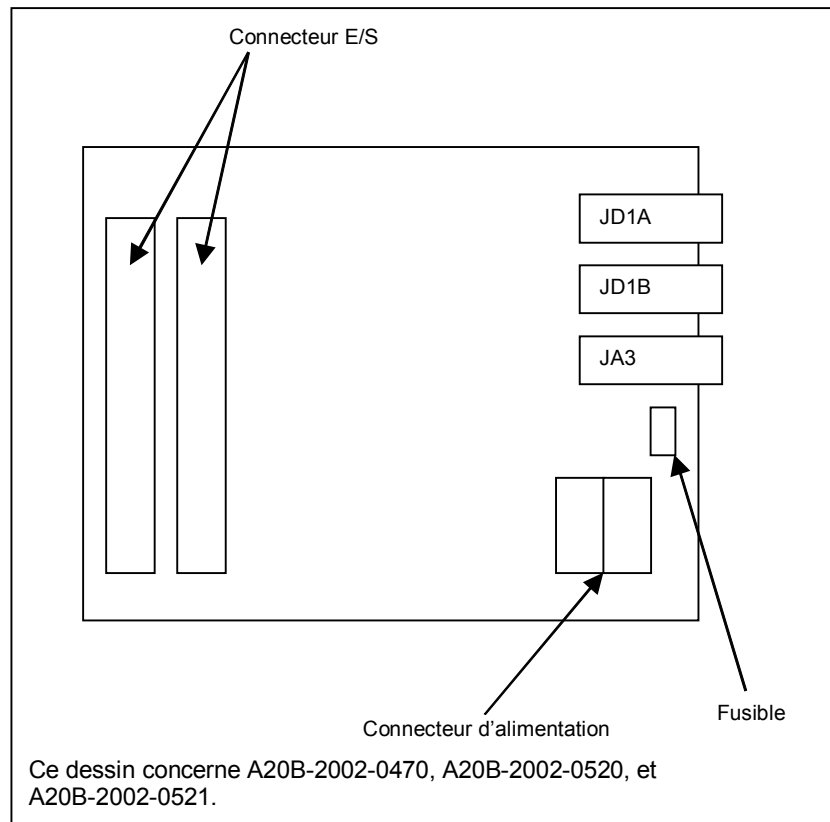 Connecteur E/S
JD1A
JD1B
JA3
Fusible
Connecteur d'alimentation
Ce dessin concerne A20B-2002-0470, A20B-2002-0520, et
A20B-2002-0521.